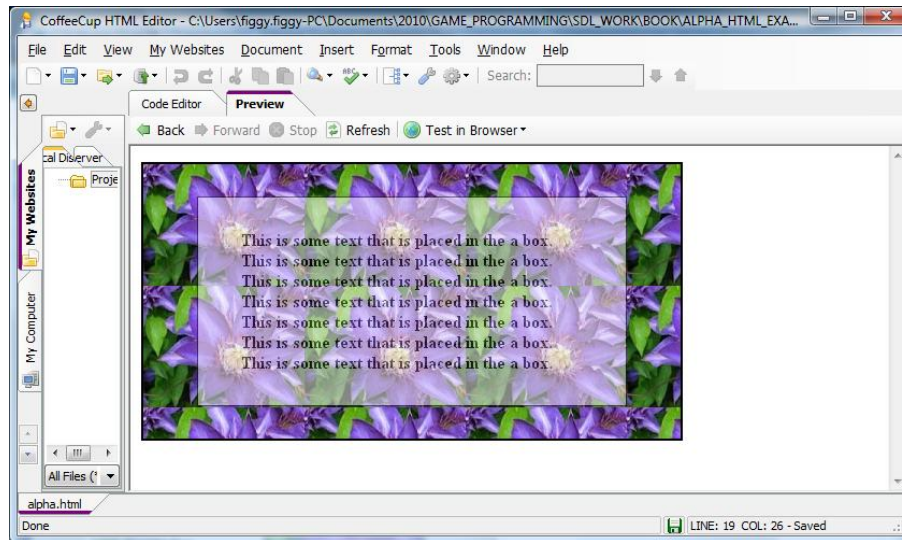 CoffeeCup HTML Editor - C:\Users\figgy.figgy-PC\Documents\2010\GAME_PROGRAMMING\SDL_WORK\BOOK\ALPHA_HTML_EXA...
File Edit View My Websites Document Insert Format Tools Window Help
ABC Search:
Code Editor Preview
Back Forward Stop Refresh Test in Browser
cal Di erver
Proje
My Websites
My Computer
This is some text that is placed in the a box.
This is some text that is placed in the a box.
This is some text that is placed in the a box.
This is some text that is placed in the a box.
This is some text that is placed in the a box.
This is some text that is placed in the a box.
This is some text that is placed in the a box.
All Files (*
alpha.html
Done LINE: 19 COL: 26 - Saved